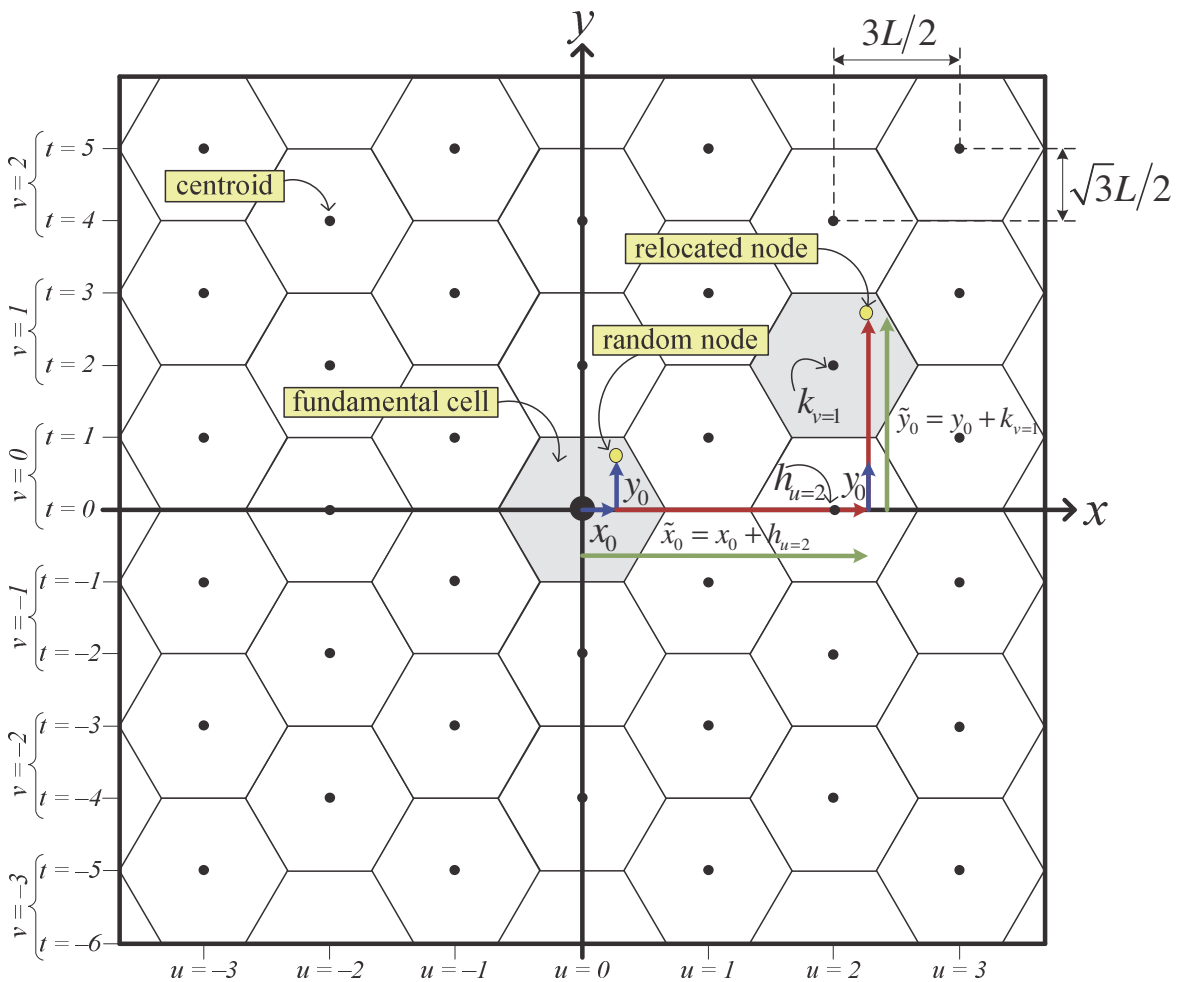 y
3L/2
v = 2
t = 5
t = 4
centroid
√3L/2
relocated node
v = 1
t = 3
t = 2
random node
fundamental cell
k_{v=1}
ỹ₀ = y₀ + k_{v=1}
v = 0
t = 1
t = 0
y₀
h_{u=2}
y₀
x
x₀
x̃₀ = x₀ + h_{u=2}
v = –1
t = –1
t = –2
v = –2
t = –3
t = –4
v = –3
t = –5
t = –6
u = –3
u = –2
u = –1
u = 0
u = 1
u = 2
u = 3